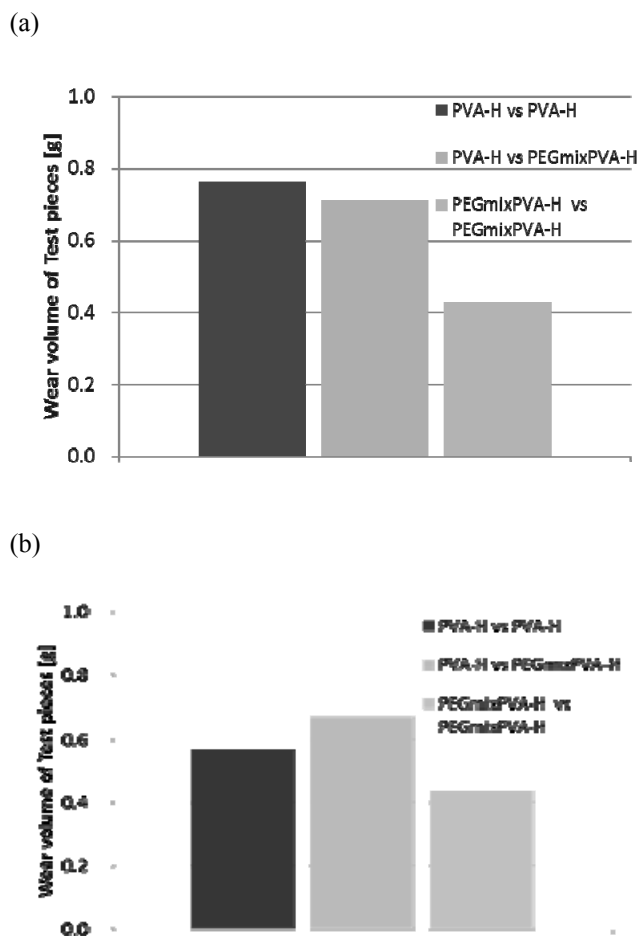 (a)
Wear volume of Test pieces [g]
1.0
0.8
0.6
0.4
0.2
0.0
PVA-H vs PVA-H
PVA-H vs PEGmixPVA-H
PEGmixPVA-H vs
PEGmixPVA-H
(b)
Wear volume of Test pieces [g]
1.0
0.8
0.6
0.4
0.2
0.0
PVA-H vs PVA-H
PVA-H vs PEGmixPVA-H
PEGmixPVA-H vs
PEGmixPVA-H